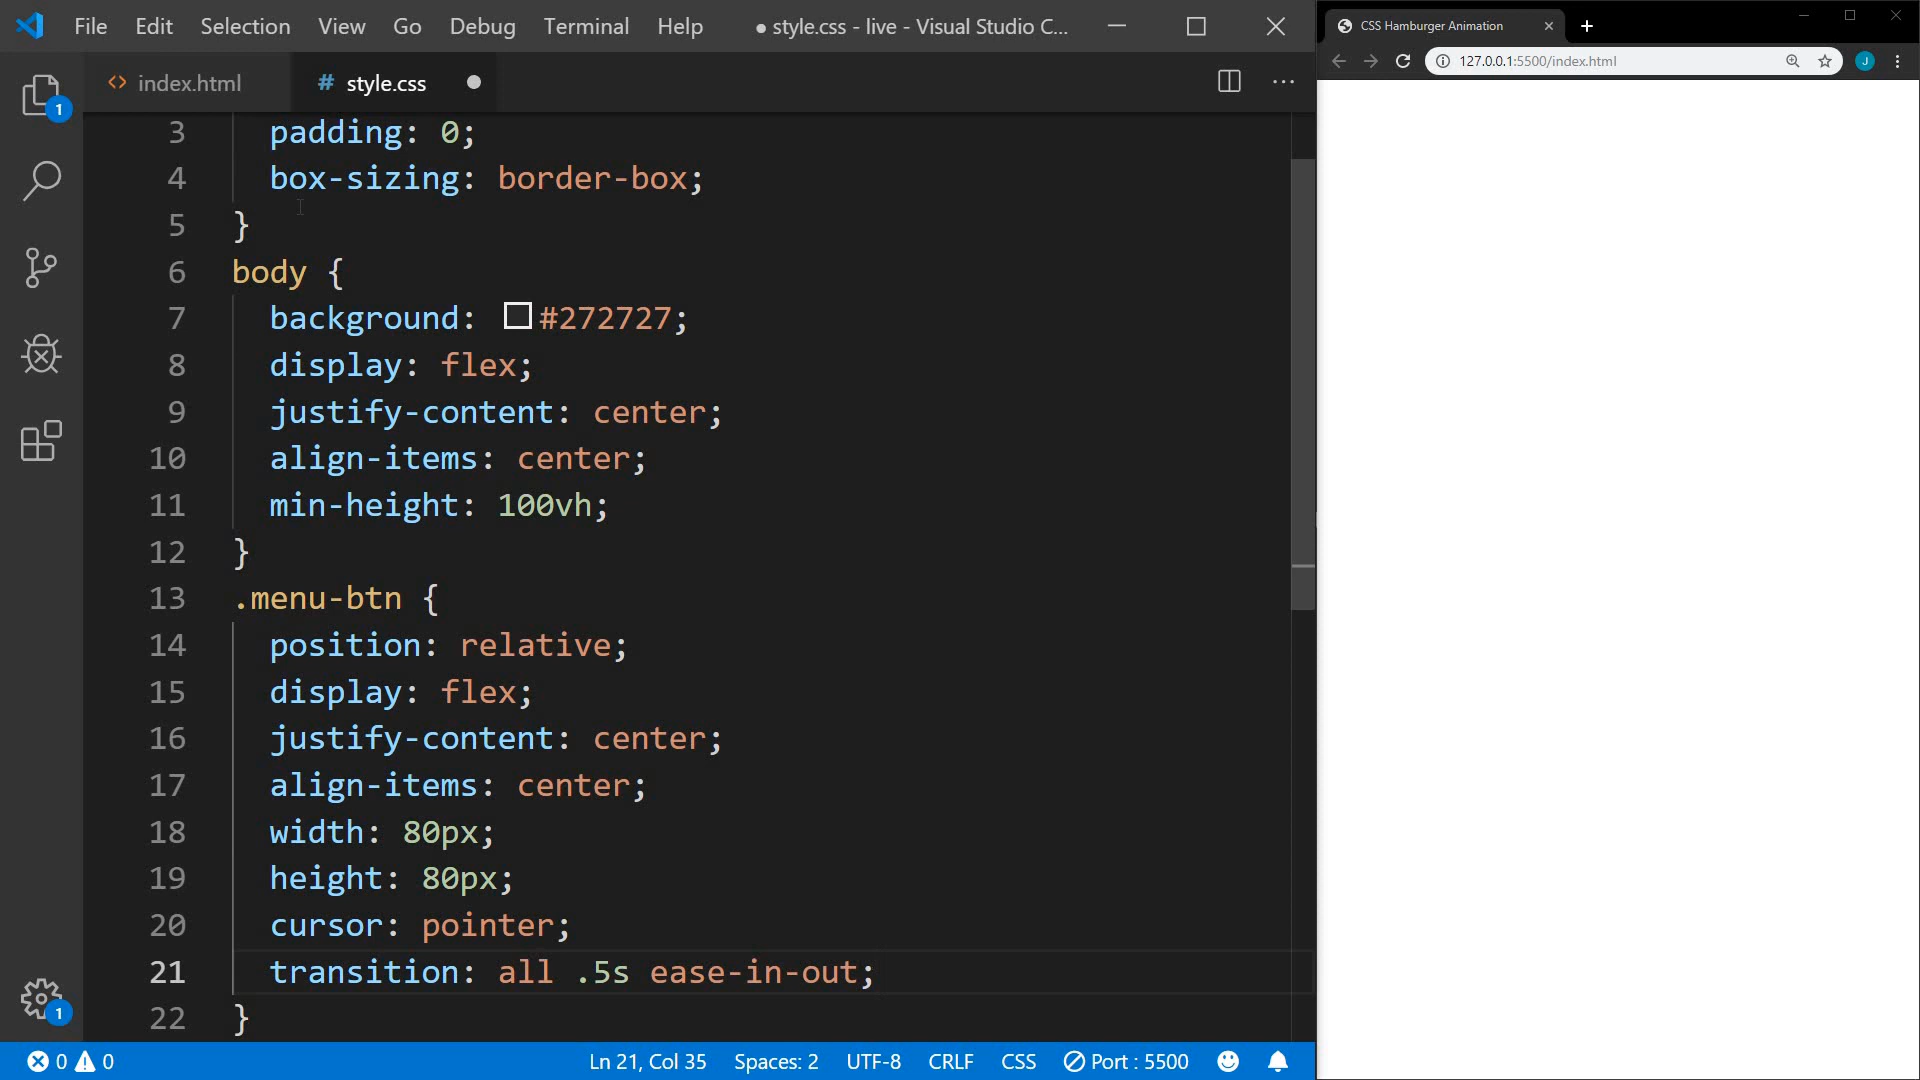 File Edit Selection View Go Debug Terminal Help ● style.css - live - Visual Studio C...
index.html # style.css
3 padding: 0;
4 box-sizing: border-box;
5 }
6 body {
7 background: #272727;
8 display: flex;
9 justify-content: center;
10 align-items: center;
11 min-height: 100vh;
12 }
13 .menu-btn {
14 position: relative;
15 display: flex;
16 justify-content: center;
17 align-items: center;
18 width: 80px;
19 height: 80px;
20 cursor: pointer;
21 transition: all .5s ease-in-out;
22 }
1
1
0 0 Ln 21, Col 35 Spaces: 2 UTF-8 CRLF CSS Port : 5500
CSS Hamburger Animation
127.0.0.1:5500/index.html
J